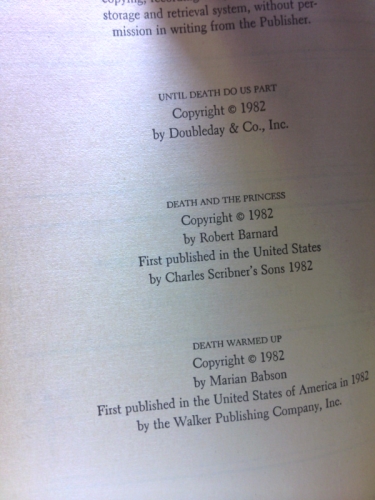 storage and retrieval system, without per-
mission in writing from the Publisher.
UNTIL DEATH DO US PART
Copyright © 1982
by Doubleday & Co., Inc.
DEATH AND THE PRINCESS
Copyright © 1982
by Robert Barnard
First published in the United States
by Charles Scribner's Sons 1982
DEATH WARMED UP
Copyright © 1982
by Marian Babson
First published in the United States of America in 1982
by the Walker Publishing Company, Inc.